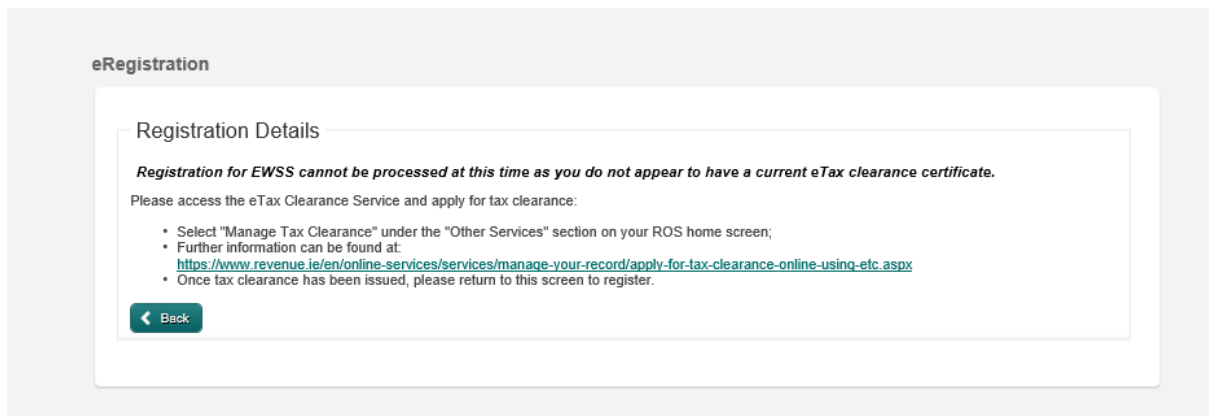 eRegistration
Registration Details
Registration for EWSS cannot be processed at this time as you do not appear to have a current eTax clearance certificate.
Please access the eTax Clearance Service and apply for tax clearance:
• Select "Manage Tax Clearance" under the "Other Services" section on your ROS home screen;
• Further information can be found at:
https://www.revenue.ie/en/online-services/services/manage-your-record/apply-for-tax-clearance-online-using-etc.aspx
• Once tax clearance has been issued, please return to this screen to register.
Back